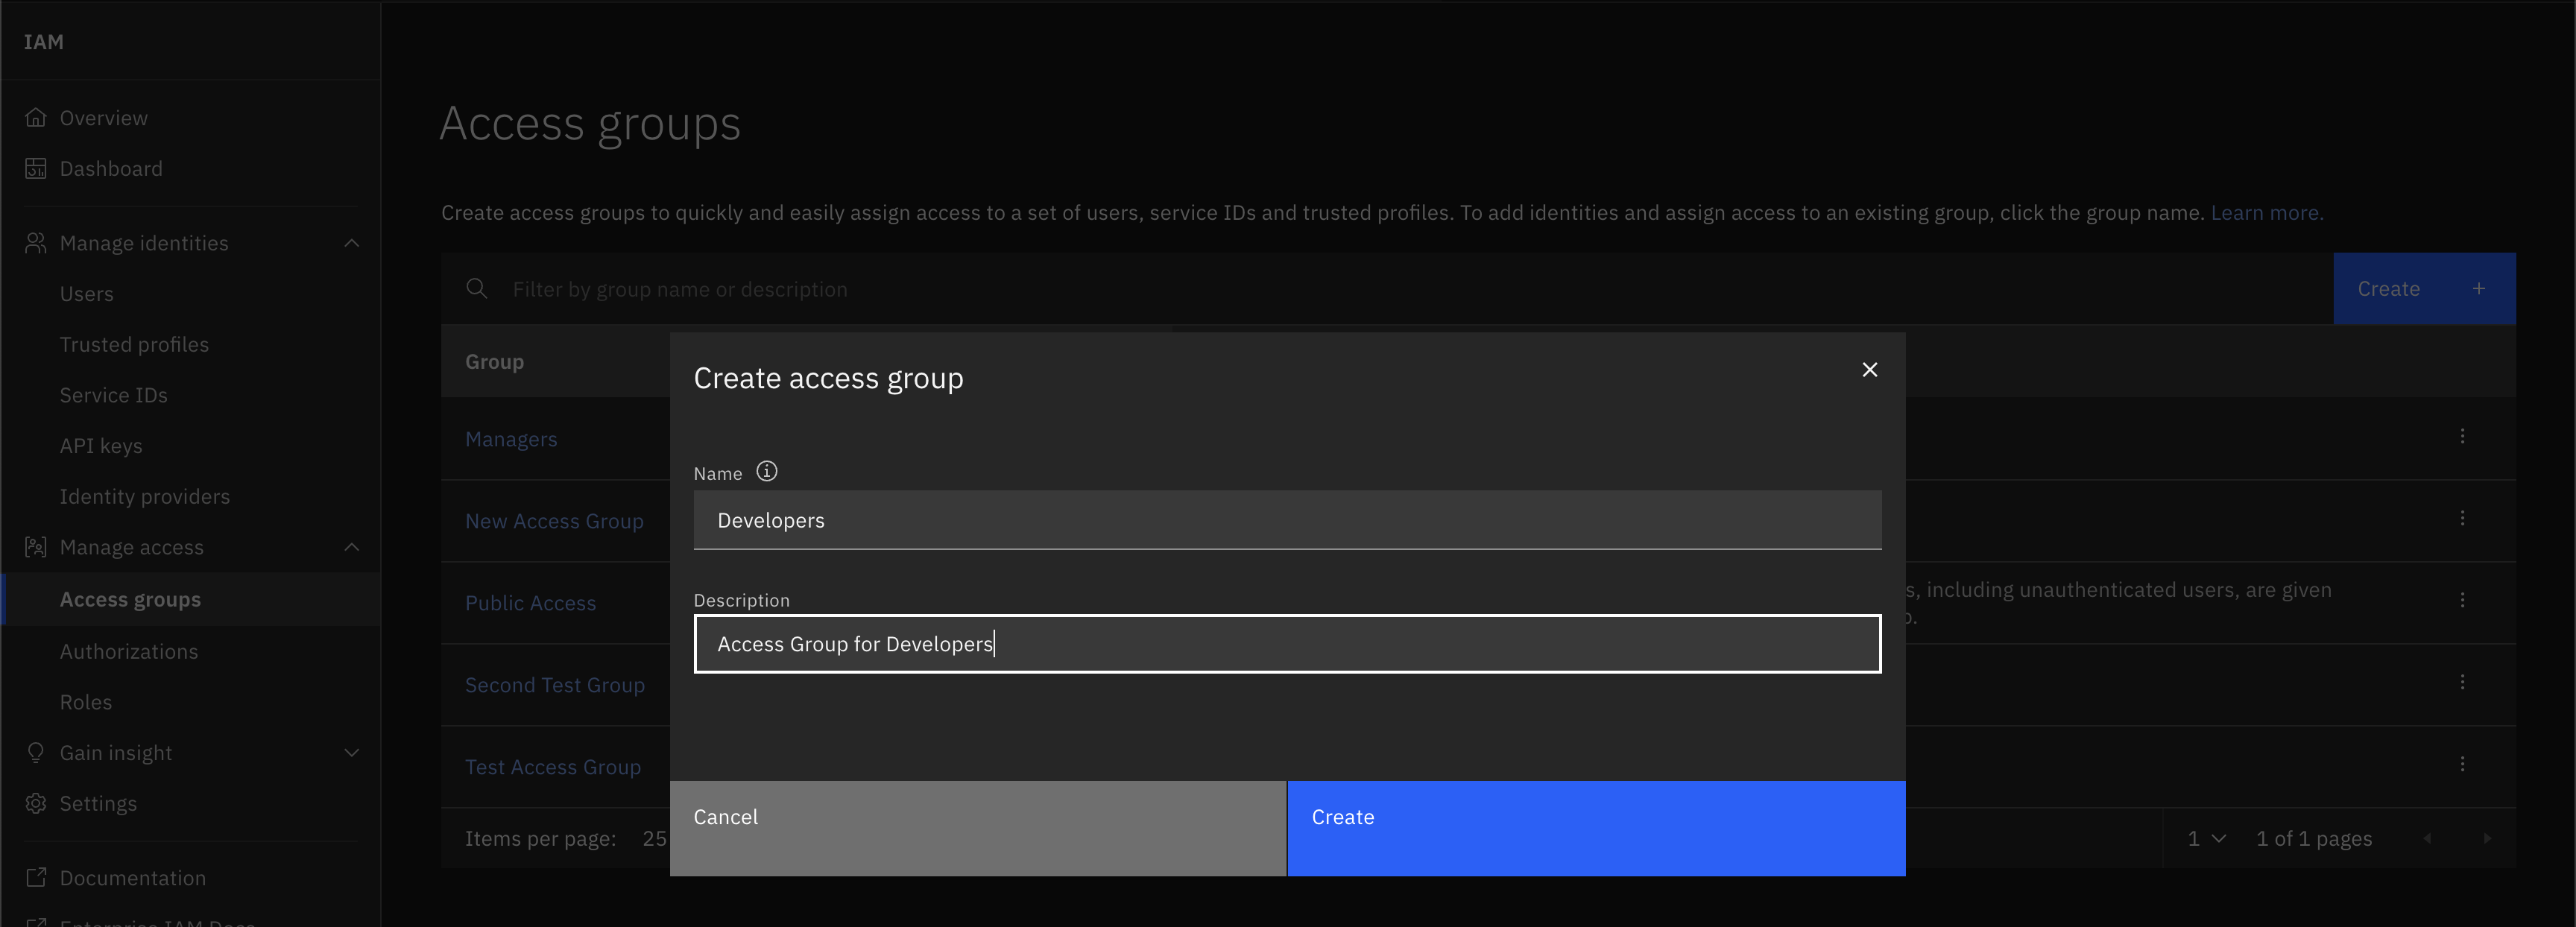 IAM
Overview
Dashboard
Manage identities
Users
Trusted profiles
Service IDs
API keys
Identity providers
Manage access
Access groups
Authorizations
Roles
Gain insight
Settings
Documentation
Enterprise IAM Docs
Access groups
Create access groups to quickly and easily assign access to a set of users, service IDs and trusted profiles. To add identities and assign access to an existing group, click the group name. Learn more.
Filter by group name or description
Create +
Group
Managers
New Access Group
Public Access
s, including unauthenticated users, are given
Second Test Group
Test Access Group
Items per page: 25
1
1 of 1 pages
Create access group
Name
Developers
Description
Access Group for Developers
Cancel
Create